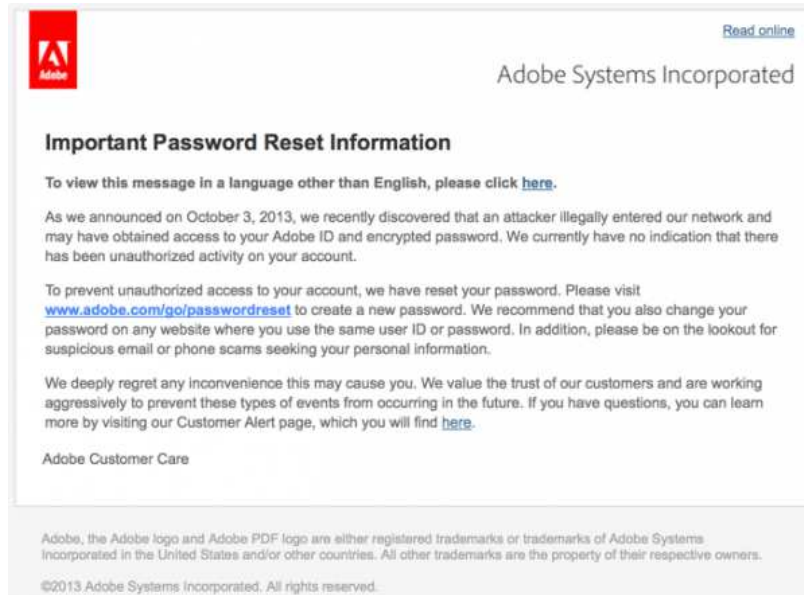 Read online
Adobe
Adobe Systems Incorporated
Important Password Reset Information
To view this message in a language other than English, please click here.
As we announced on October 3, 2013, we recently discovered that an attacker illegally entered our network and
may have obtained access to your Adobe ID and encrypted password. We currently have no indication that there
has been unauthorized activity on your account.
To prevent unauthorized access to your account, we have reset your password. Please visit
www.adobe.com/go/passwordreset to create a new password. We recommend that you also change your
password on any website where you use the same user ID or password. In addition, please be on the lookout for
suspicious email or phone scams seeking your personal information.
We deeply regret any inconvenience this may cause you. We value the trust of our customers and are working
aggressively to prevent these types of events from occurring in the future. If you have questions, you can learn
more by visiting our Customer Alert page, which you will find here.
Adobe Customer Care
Adobe, the Adobe logo and Adobe PDF logo are either registered trademarks or trademarks of Adobe Systems
Incorporated in the United States and/or other countries. All other trademarks are the property of their respective owners.
©2013 Adobe Systems Incorporated. All rights reserved.